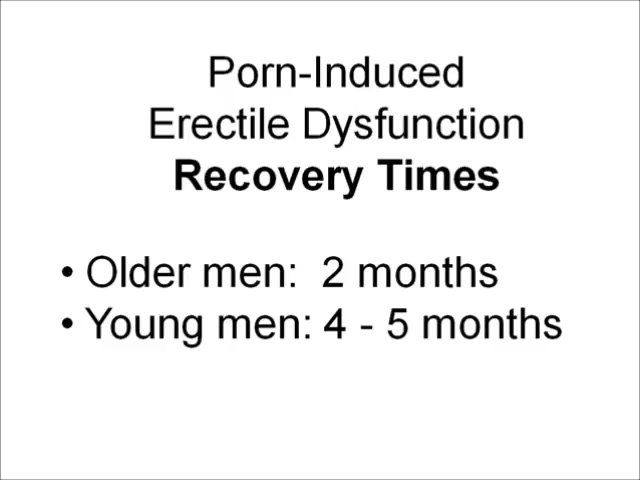 Porn-Induced
Erectile Dysfunction
Recovery Times
• Older men: 2 months
• Young men: 4 - 5 months